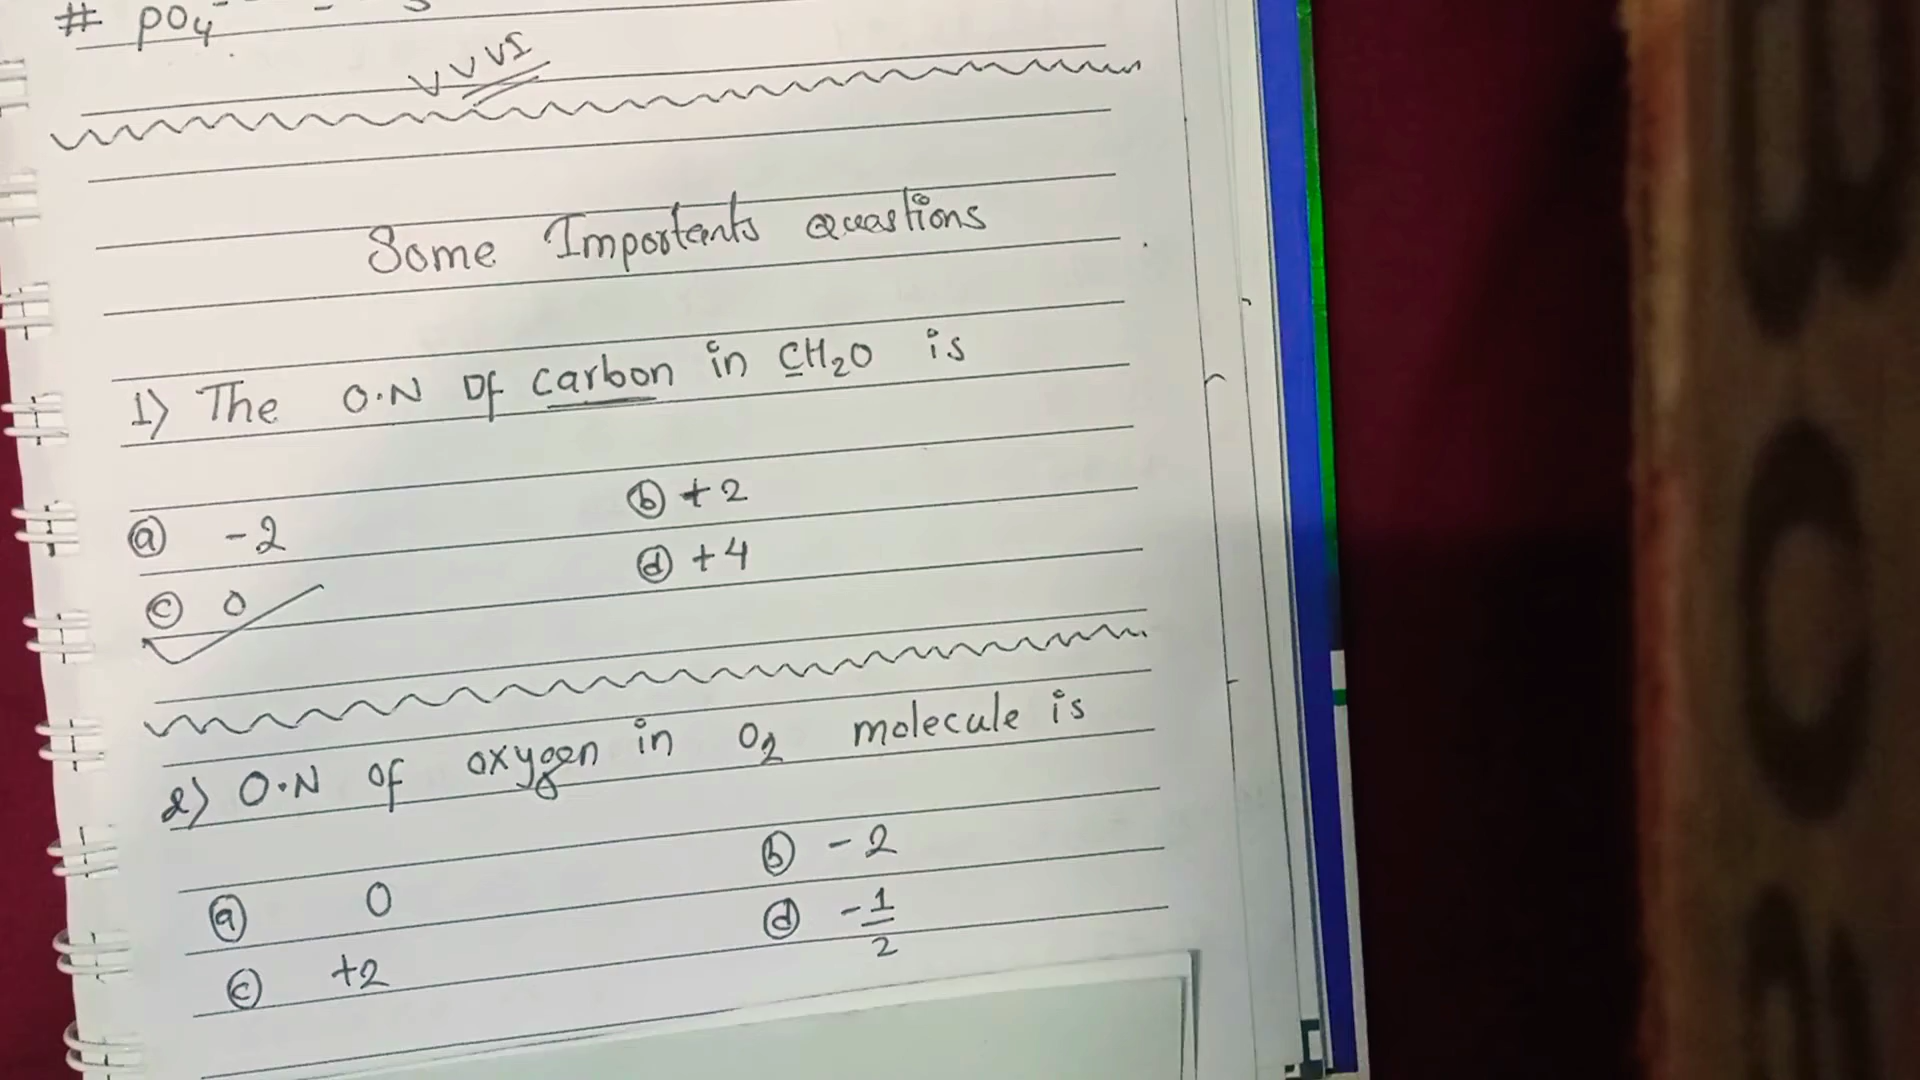 # PO4
VVVI
Some Importants Questions
1) The O.N Of carbon in CH2O is
(a) -2 (b) +2
(c) 0 (d) +4
2) O.N of oxygen in O2 molecule is
(a) 0 (b) -2
(c) +2 (d) -1/2